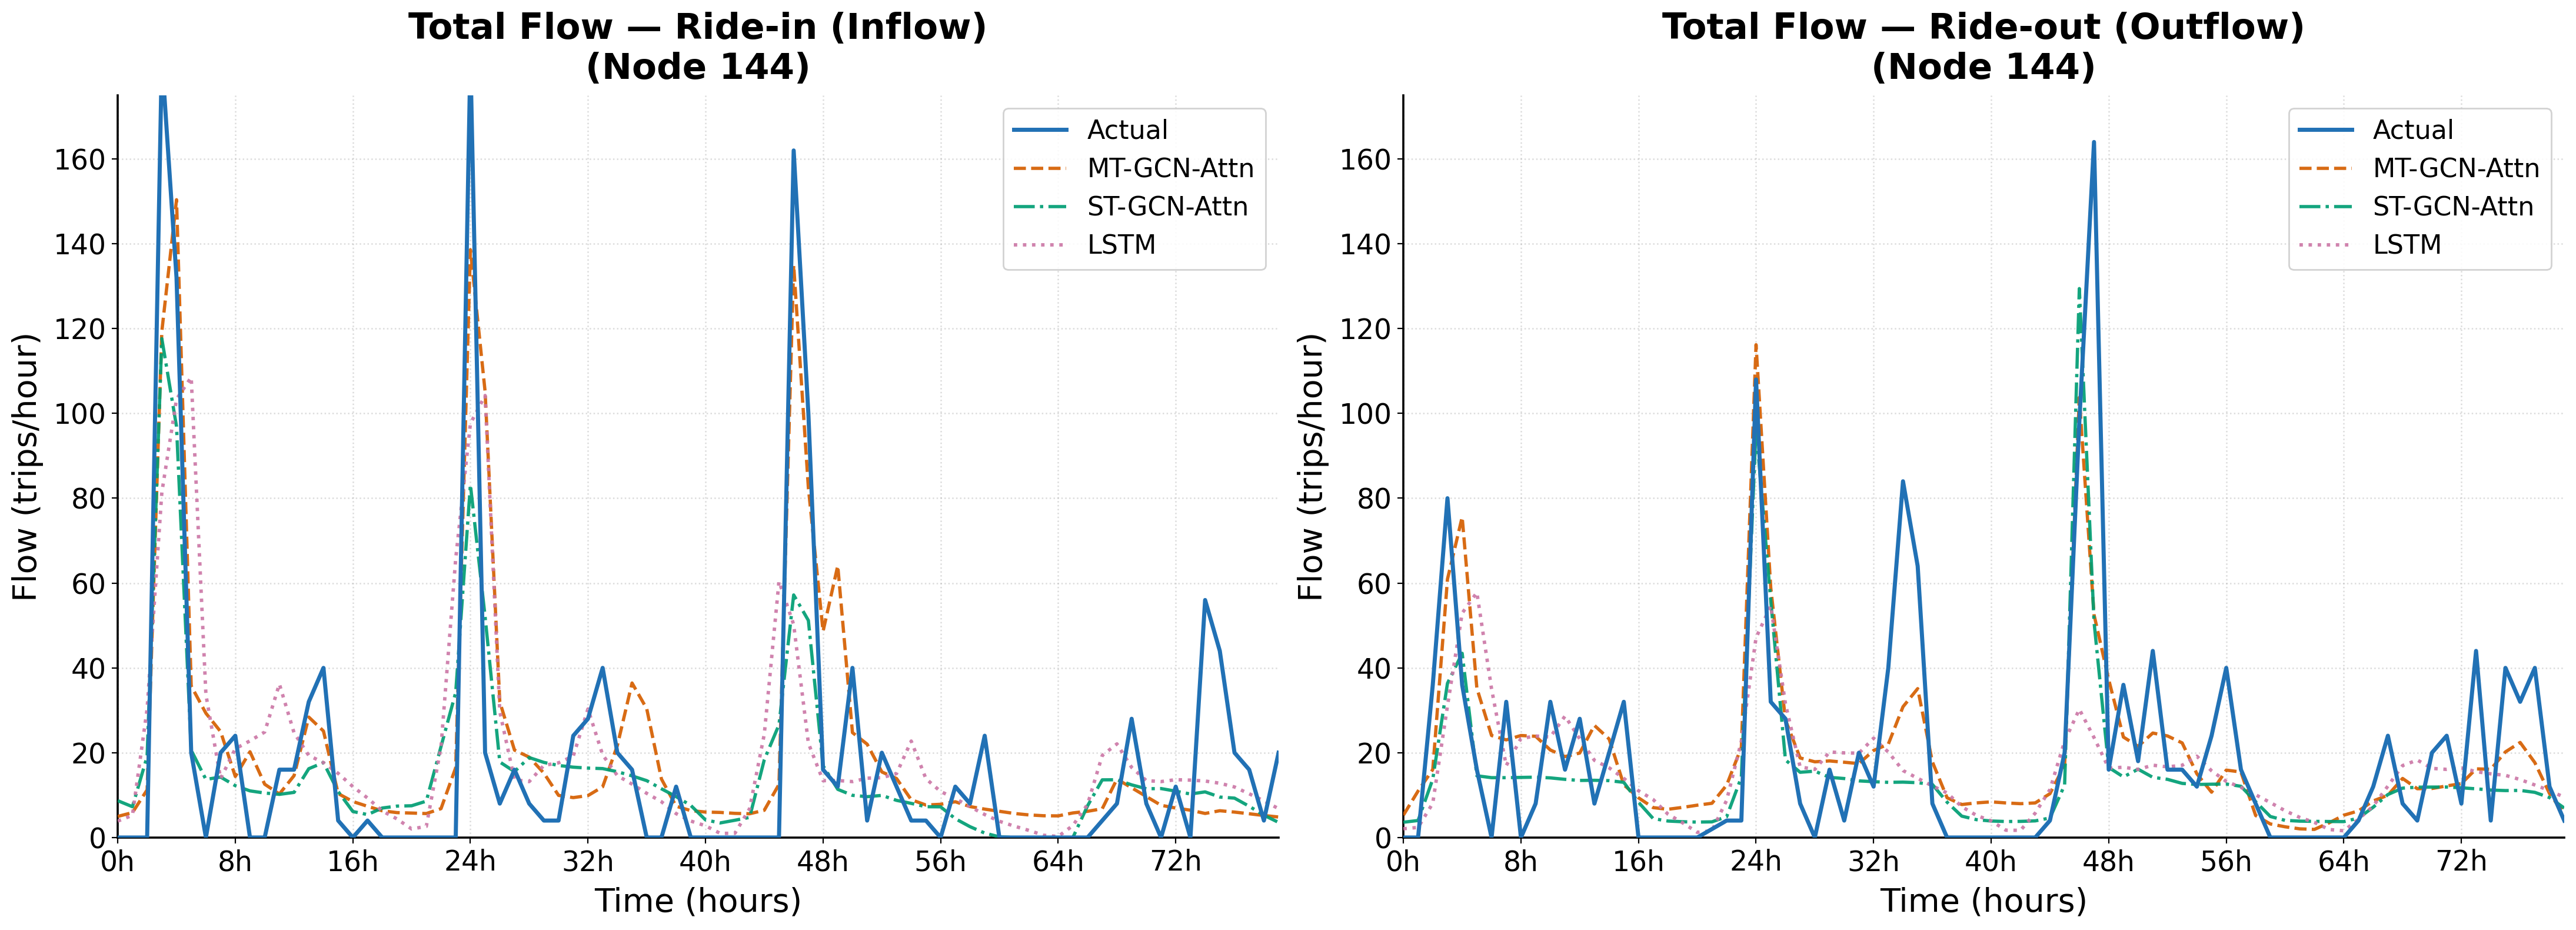 Total Flow — Ride-in (Inflow)
(Node 144)
Flow (trips/hour)
160
140
120
100
80
60
40
20
0
Actual
MT-GCN-Attn
ST-GCN-Attn
LSTM
0h 8h 16h 24h 32h 40h 48h 56h 64h 72h
Time (hours)
Total Flow — Ride-out (Outflow)
(Node 144)
Flow (trips/hour)
160
140
120
100
80
60
40
20
0
Actual
MT-GCN-Attn
ST-GCN-Attn
LSTM
0h 8h 16h 24h 32h 40h 48h 56h 64h 72h
Time (hours)